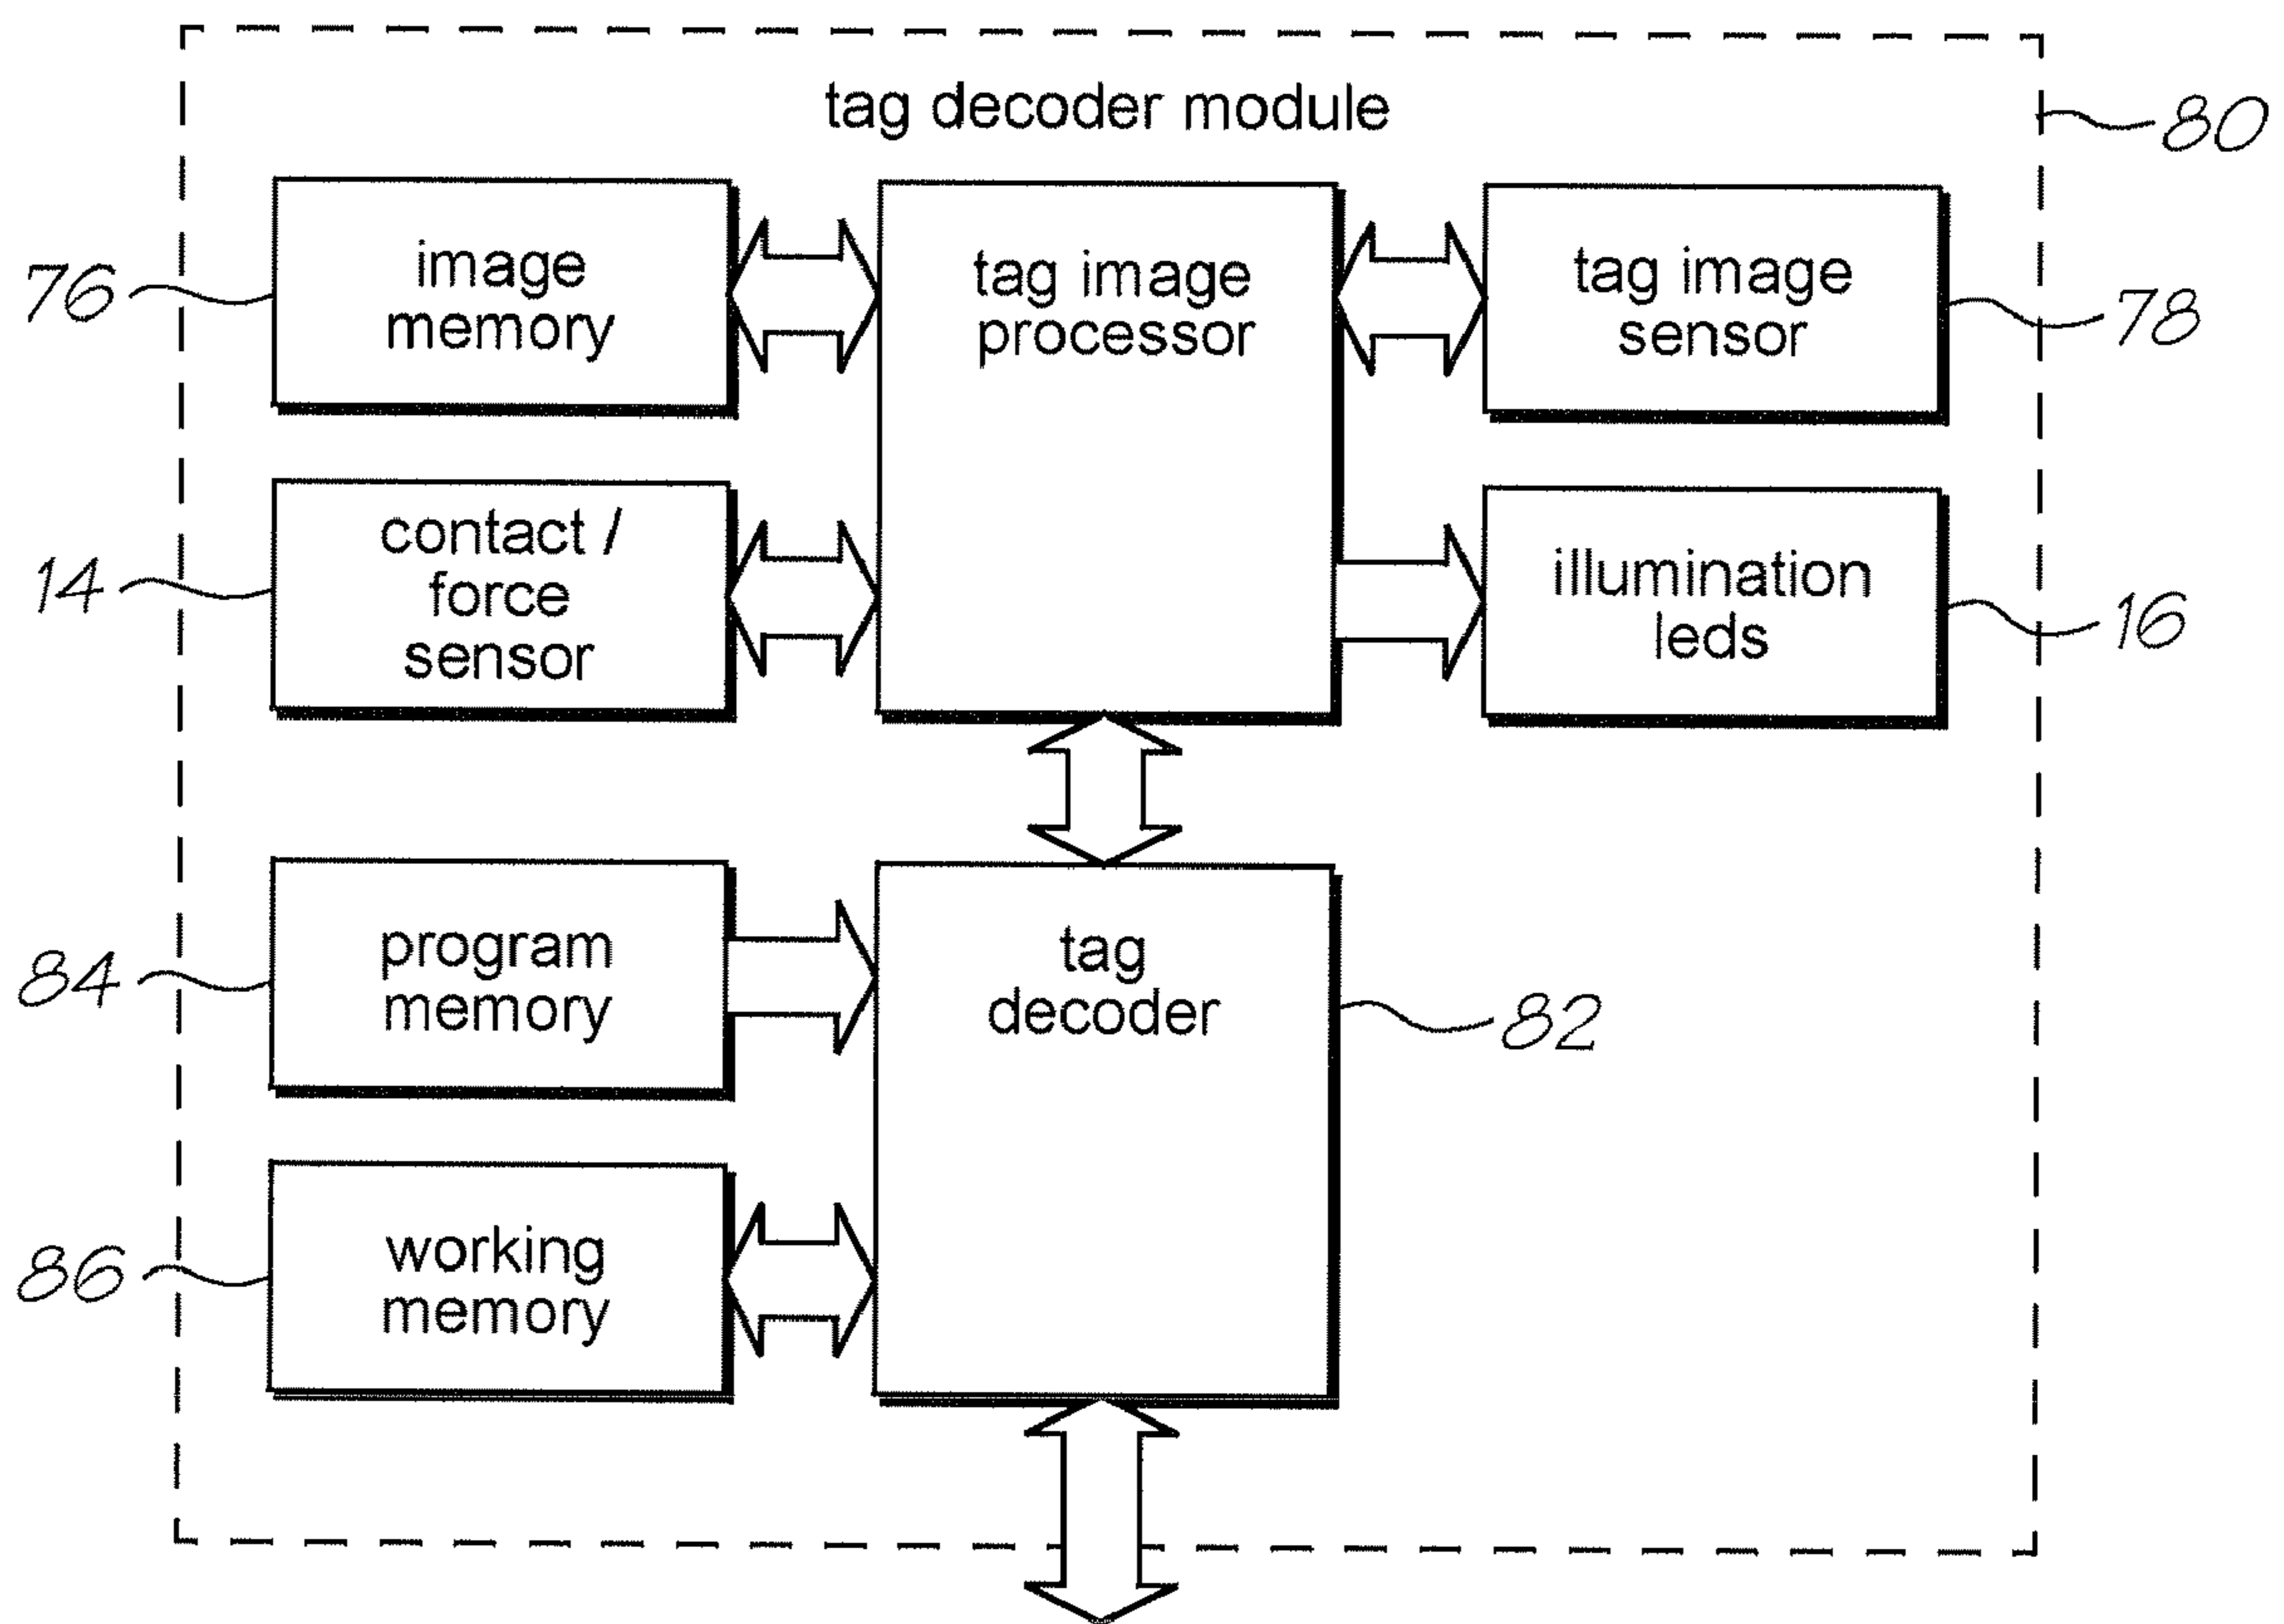 tag decoder module
80
76
image
memory
tag image
processor
tag image
sensor
78
14
contact /
force
sensor
illumination
leds
16
84
program
memory
tag
decoder
82
86
working
memory